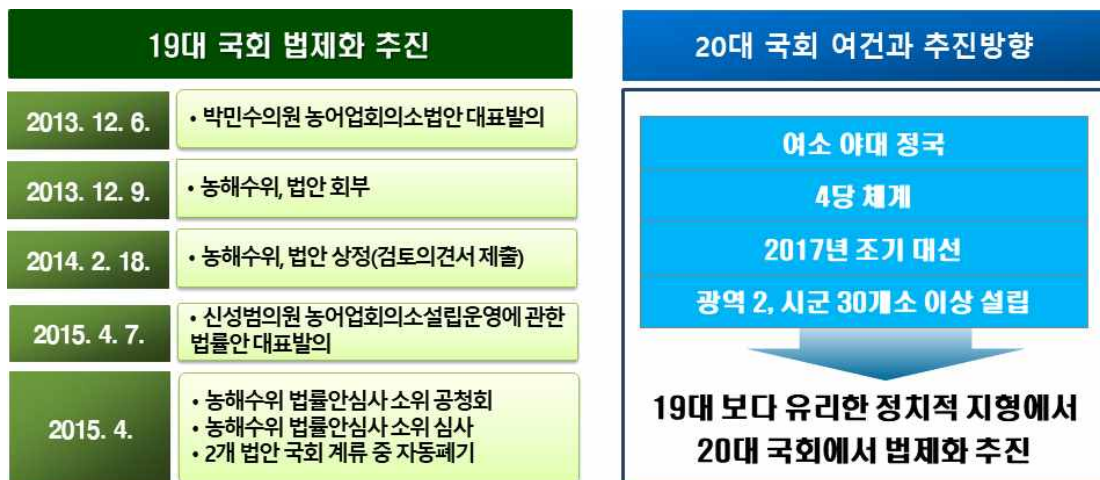 19대 국회 법제화 추진
2013. 12. 6.
• 박민수의원 농어업회의소법안 대표발의
2013. 12. 9.
• 농해수위, 법안 회부
2014. 2. 18.
• 농해수위, 법안 상정(검토의견서 제출)
2015. 4. 7.
• 신성범의원 농어업회의소설립운영에 관한
법률안 대표발의
2015. 4.
• 농해수위 법률안심사 소위 공청회
• 농해수위 법률안심사 소위 심사
• 2개 법안 국회 계류 중 자동폐기
20대 국회 여건과 추진방향
여소 야대 정국
4당 체계
2017년 조기 대선
광역 2, 시군 30개소 이상 설립
19대 보다 유리한 정치적 지형에서
20대 국회에서 법제화 추진